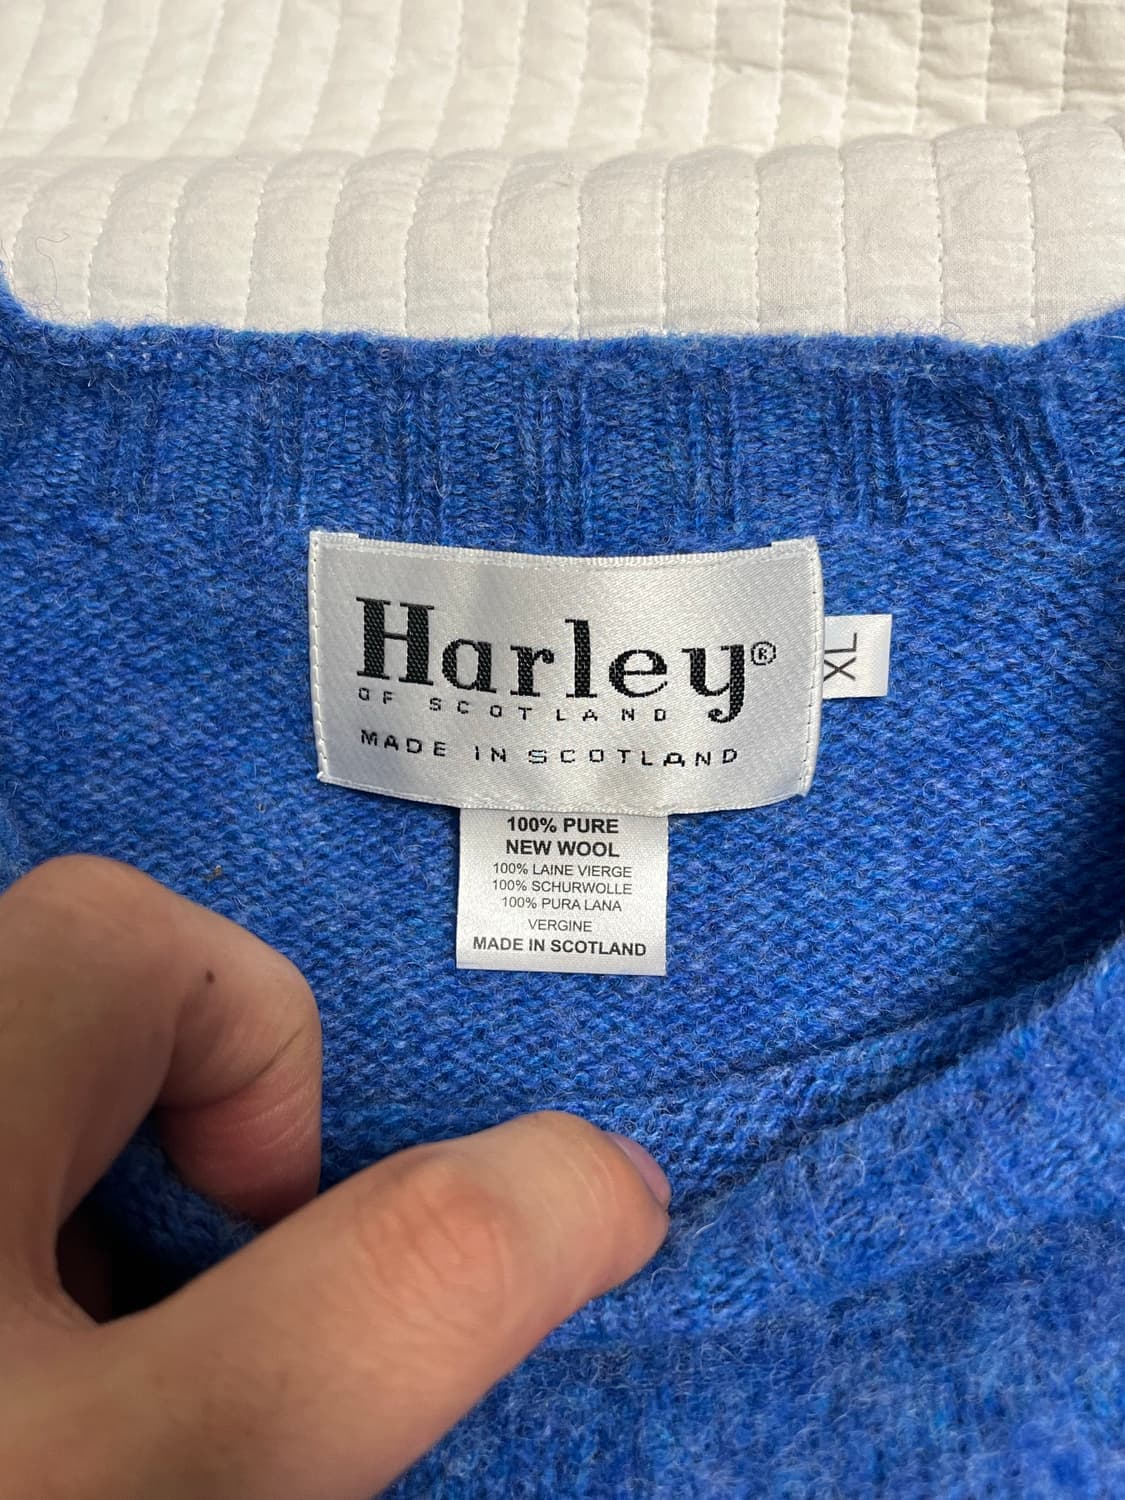 Harley®
OF SCOTLAND
MADE IN SCOTLAND
XL
100% PURE
NEW WOOL
100% LAINE VIERGE
100% SCHURWOLLE
100% PURA LANA
VERGINE
MADE IN SCOTLAND